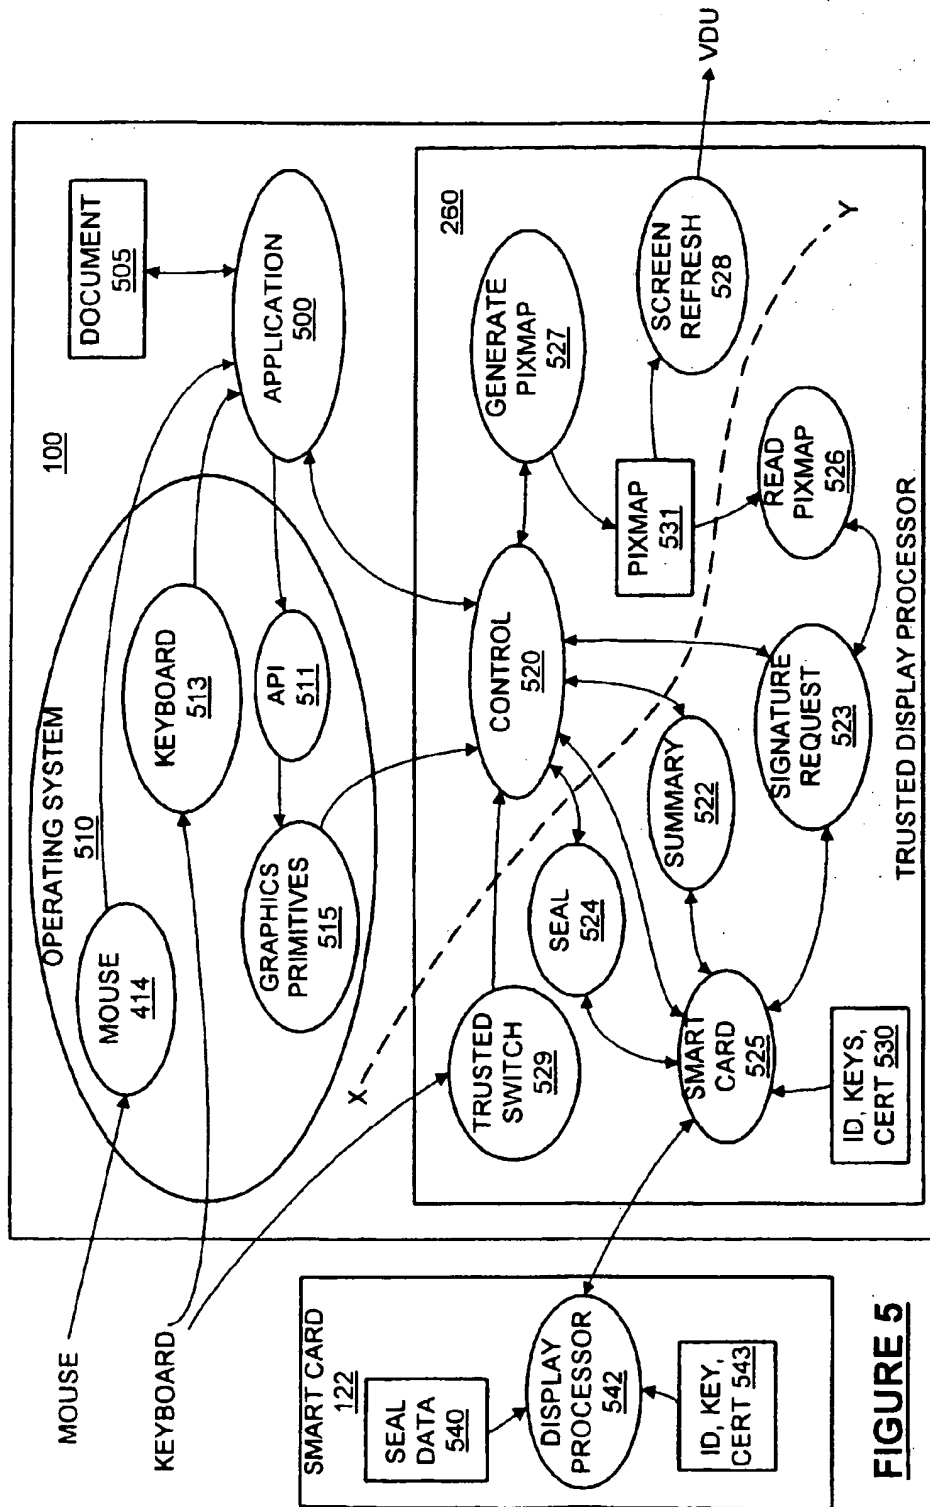 MOUSE
KEYBOARD
100
OPERATING SYSTEM
510
MOUSE
414
KEYBOARD
513
API
511
GRAPHICS
PRIMITIVES
515
APPLICATION
500
DOCUMENT
505
X
260
TRUSTED
SWITCH
529
CONTROL
520
GENERATE
PIXMAP
527
PIXMAP
531
SCREEN
REFRESH
528
VDU
Y
SEAL
524
SUMMARY
522
SIGNATURE
REQUEST
523
READ
PIXMAP
526
SMART
CARD
525
ID, KEYS,
CERT 530
TRUSTED DISPLAY PROCESSOR
SMART CARD
122
SEAL
DATA
540
DISPLAY
PROCESSOR
542
ID, KEY,
CERT 543
FIGURE 5